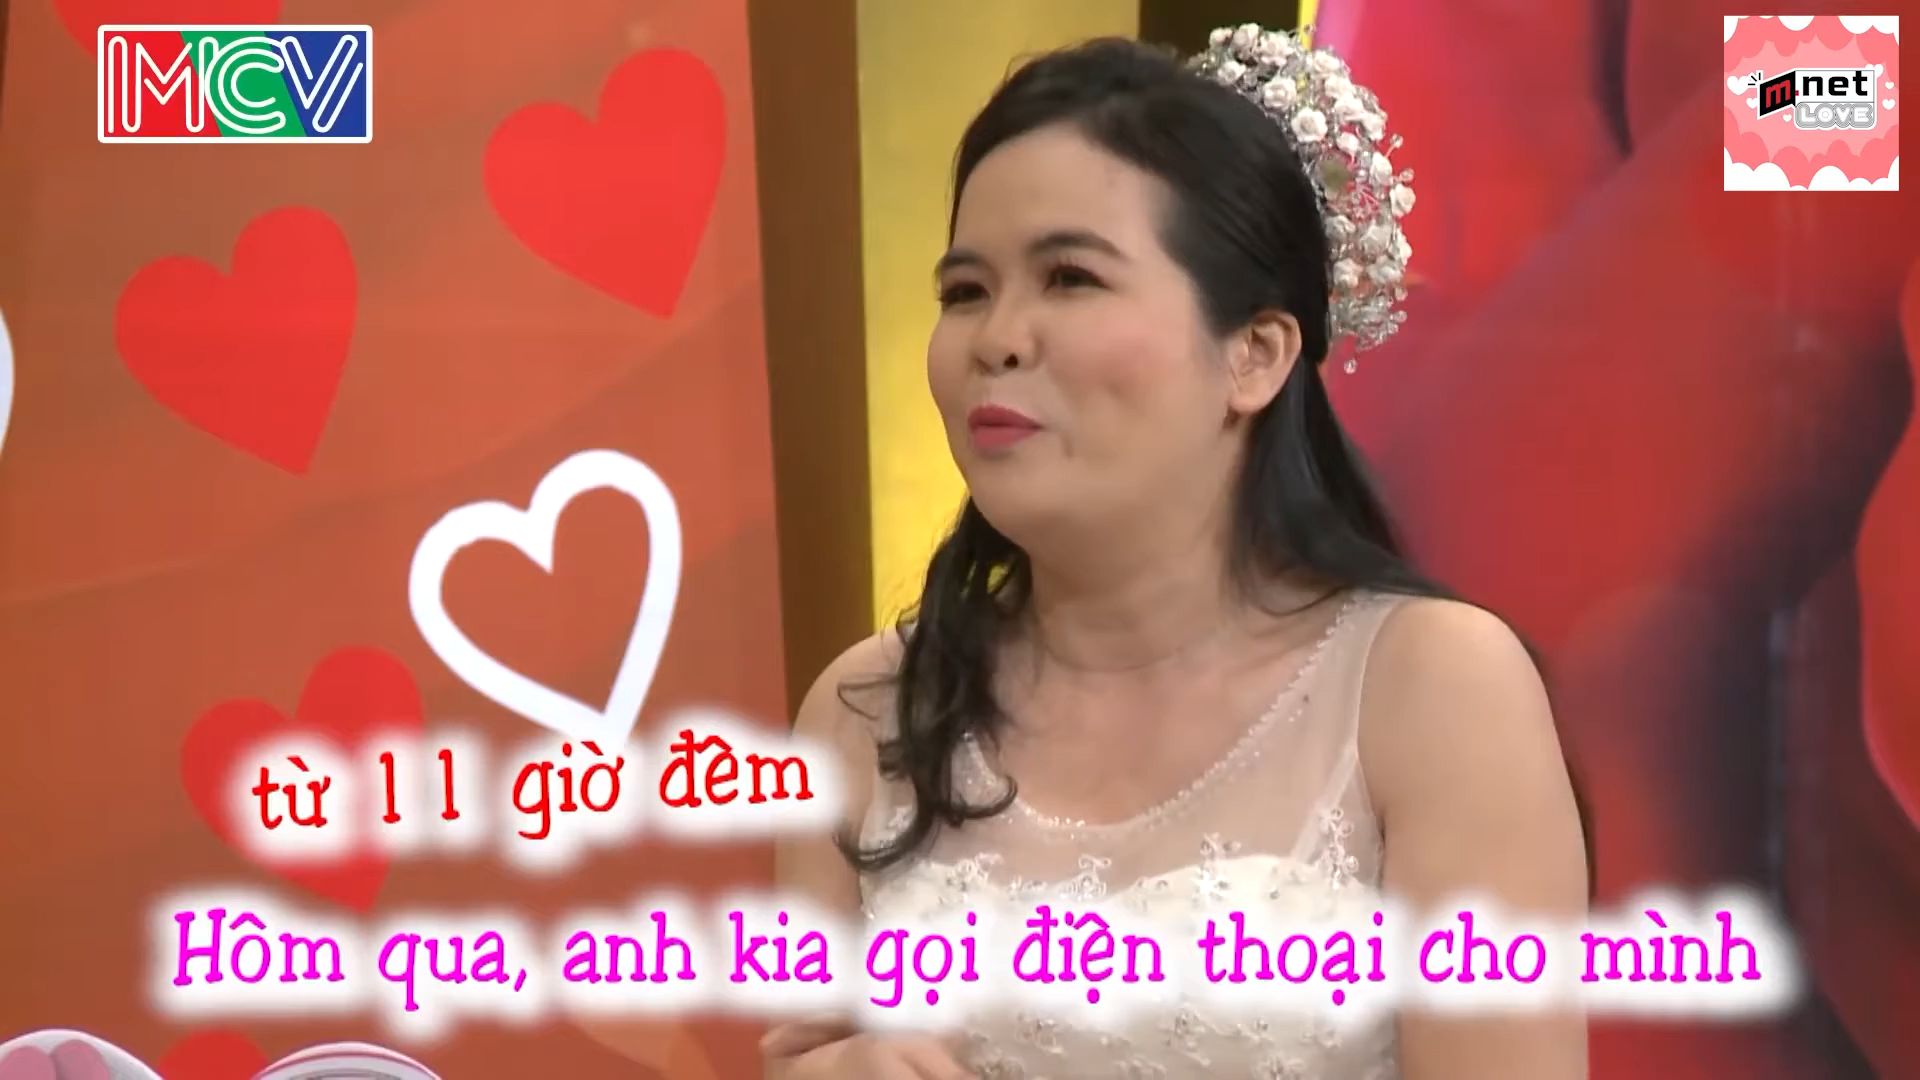 MCV
m.net
LOVE
từ 11 giờ đêm
Hôm qua, anh kia gọi điện thoại cho mình